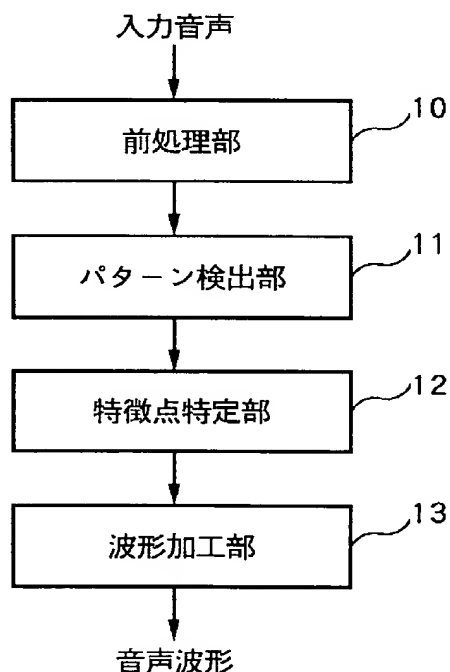 入力音声
前処理部
10
パターン検出部
11
特徴点特定部
12
波形加工部
13
音声波形